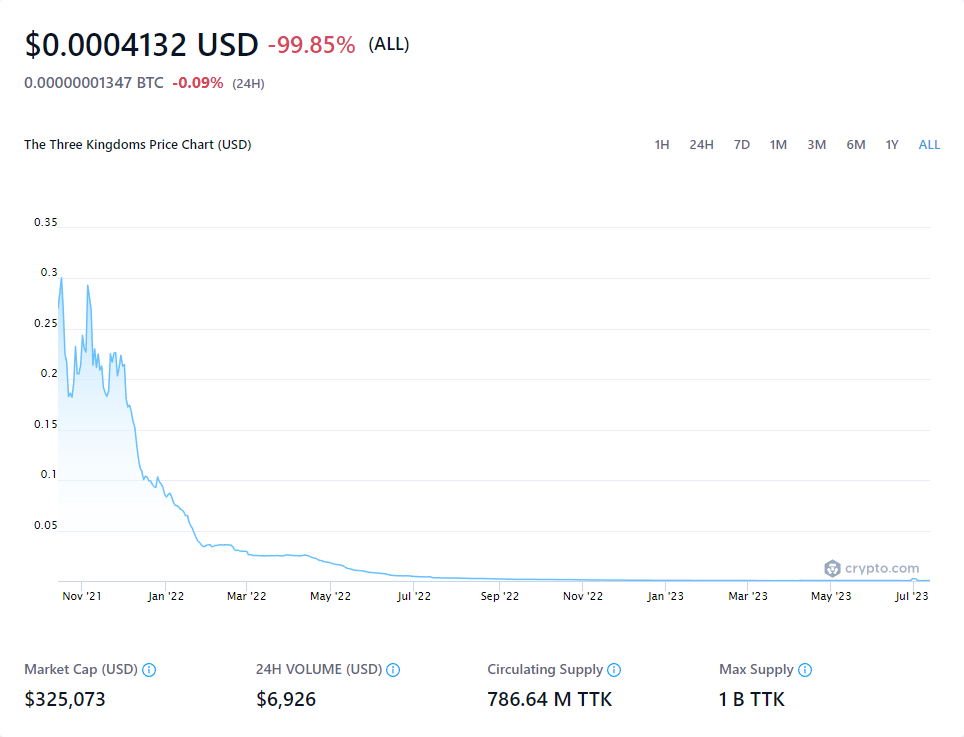 $0.0004132 USD -99.85% (ALL)
0.00000001347 BTC -0.09% (24H)
The Three Kingdoms Price Chart (USD) 1H 24H 7D 1M 3M 6M 1Y ALL
0.35
0.3
0.25
0.2
0.15
0.1
0.05
crypto.com
Nov '21 Jan '22 Mar '22 May '22 Jul '22 Sep '22 Nov '22 Jan '23 Mar '23 May '23 Jul '23
Market Cap (USD) 24H VOLUME (USD) Circulating Supply Max Supply
$325,073 $6,926 786.64 M TTK 1 B TTK